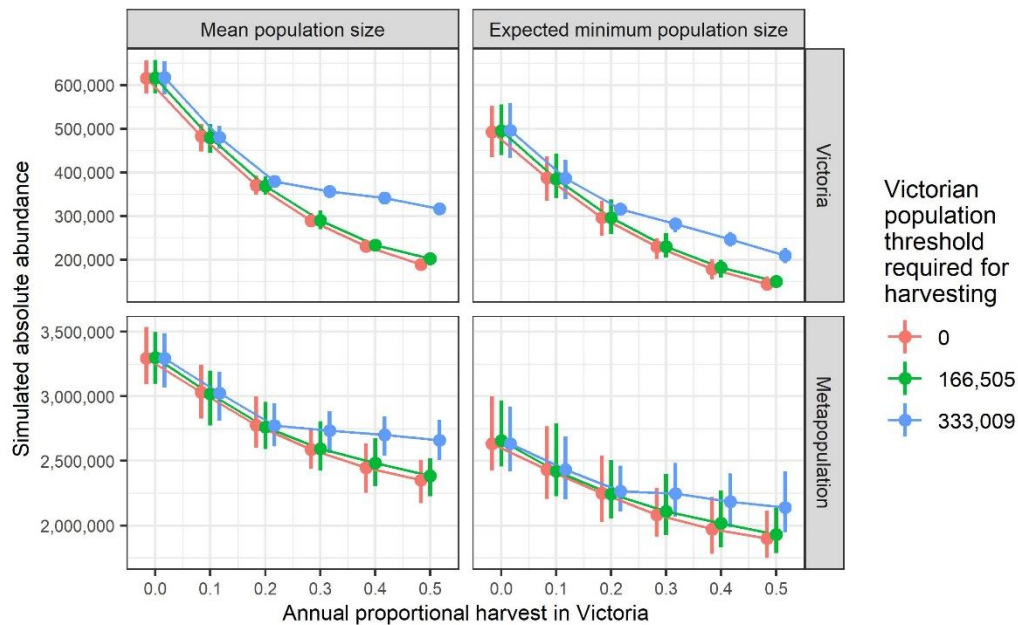 Mean population size
Expected minimum population size
600,000
500,000
400,000
300,000
200,000
Victoria
3,500,000
3,000,000
2,500,000
2,000,000
Metapopulation
Simulated absolute abundance
0.0 0.1 0.2 0.3 0.4 0.5
0.0 0.1 0.2 0.3 0.4 0.5
Annual proportional harvest in Victoria
Victorian
population
threshold
required for
harvesting
0
166,505
333,009